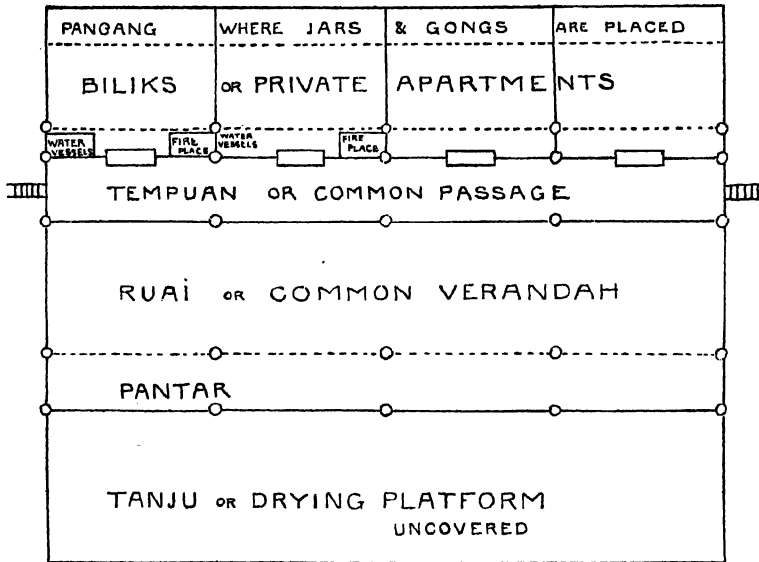 PANGANG WHERE JARS & GONGS ARE PLACED
BILIKS OR PRIVATE APARTMENTS
WATER VESSELS
FIRE PLACE
WATER VESSELS
FIRE PLACE
TEMPUAN OR COMMON PASSAGE
RUAI OR COMMON VERANDAH
PANTAR
TANJU OR DRYING PLATFORM
UNCOVERED